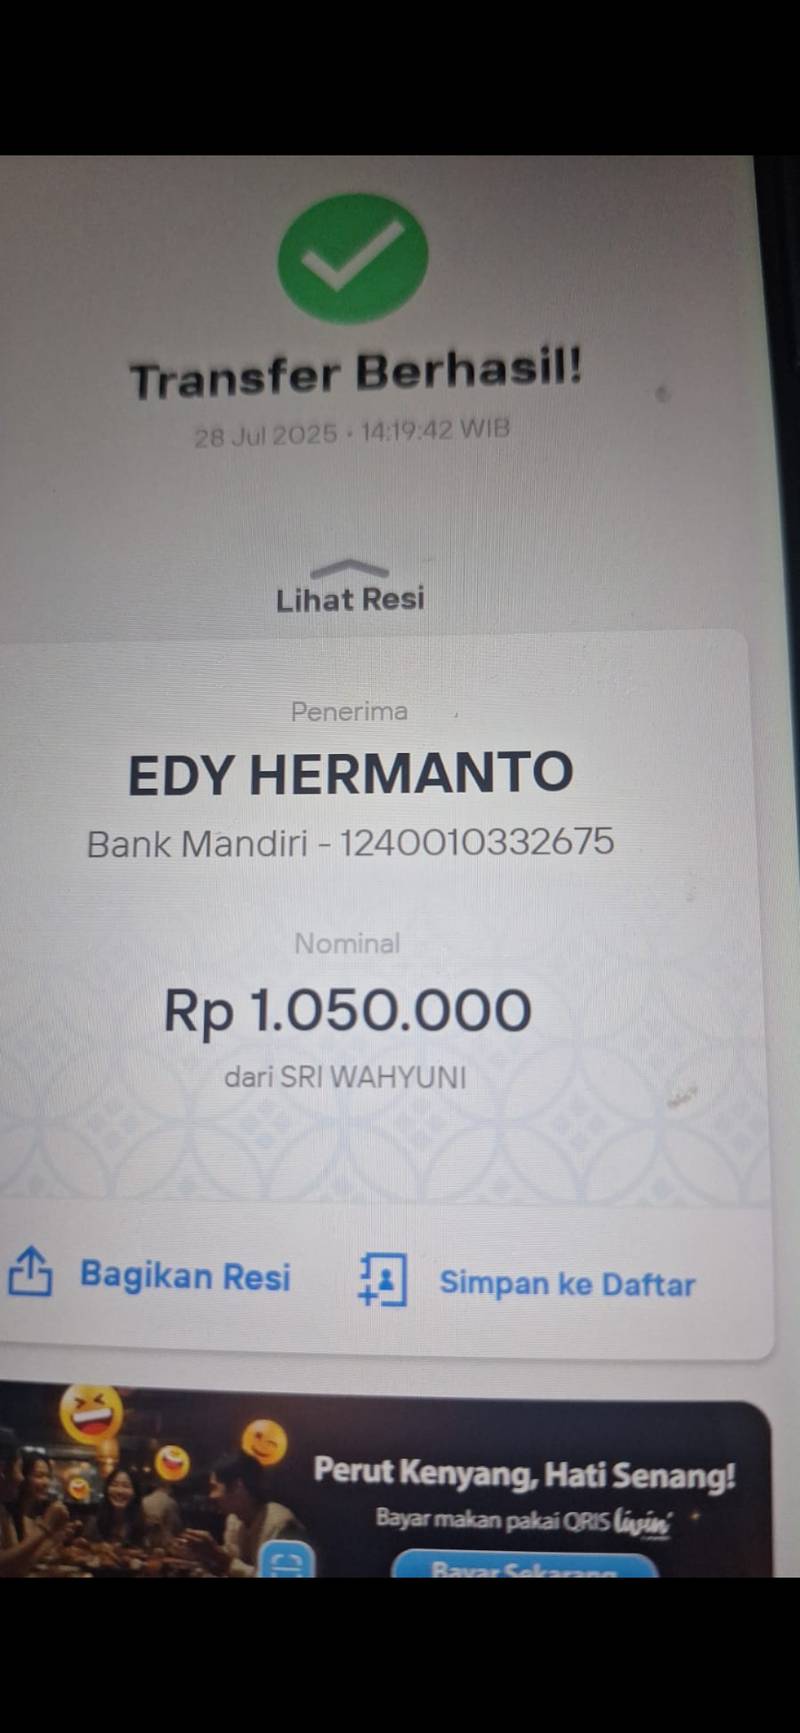 Transfer Berhasil!
28 Jul 2025 • 14:19:42 WIB
Lihat Resi
Penerima
EDY HERMANTO
Bank Mandiri - 1240010332675
Nominal
Rp 1.050.000
dari SRI WAHYUNI
Bagikan Resi
Simpan ke Daftar
Perut Kenyang, Hati Senang!
Bayar makan pakai QRIS livin'
Bayar Sekarang